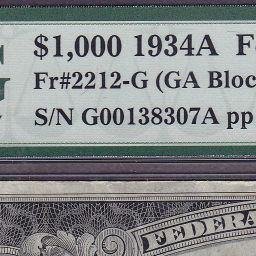 $1,000 1934A F
Fr#2212-G (GA Bloc
S/N G00138307A pp
FEDERA